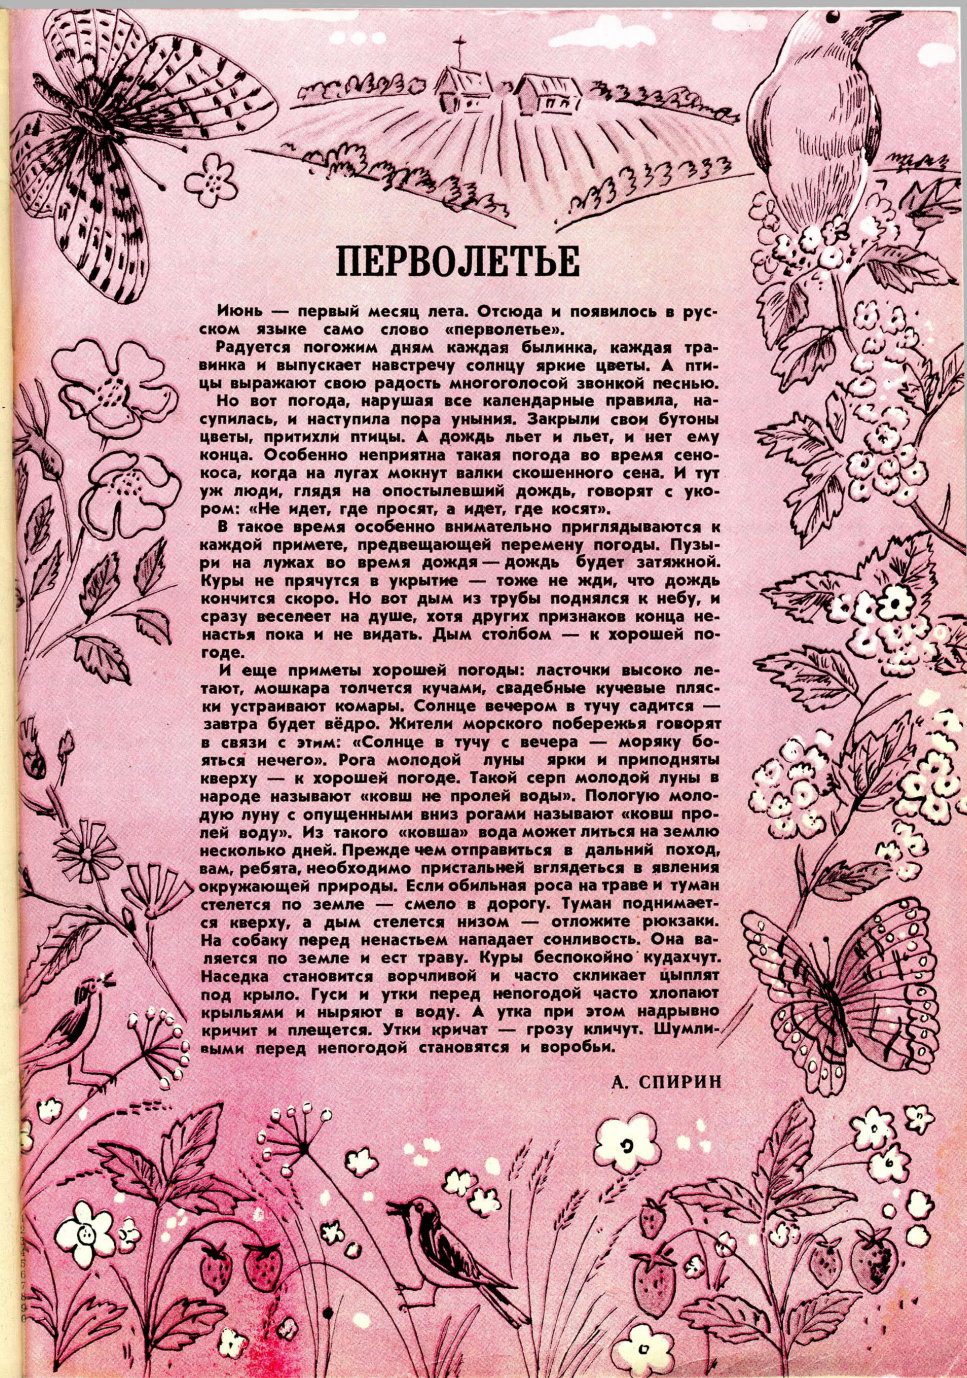 ПЕРВОЛЕТЬЕ
Июнь — первый месяц лета. Отсюда и появилось в рус-
ском языке само слово «перволетье».
Радуется погожим дням каждая былинка, каждая тра-
винка и выпускает навстречу солнцу яркие цветы. А пти-
цы выражают свою радость многоголосой звонкой песнью.
Но вот погода, нарушая все календарные правила, на-
супилась, и наступила пора уныния. Закрыли свои бутоны
цветы, притихли птицы. А дождь льет и льет, и нет ему
конца. Особенно неприятна такая погода во время сено-
коса, когда на лугах мокнут валки скошенного сена. И тут
уж люди, глядя на опостылевший дождь, говорят с уко-
ром: «Не идет, где просят, а идет, где косят».
В такое время особенно внимательно приглядываются к
каждой примете, предвещающей перемену погоды. Пузы-
ри на лужах во время дождя — дождь будет затяжной.
Куры не прячутся в укрытие — тоже не жди, что дождь
кончится скоро. Но вот дым из трубы поднялся к небу, и
сразу веселеет на душе, хотя других признаков конца не-
настья пока и не видать. Дым столбом — к хорошей по-
годе.
И еще приметы хорошей погоды: ласточки высоко ле-
тают, мошкара толчется кучами, свадебные кучевые пляс-
ки устраивают комары. Солнце вечером в тучу садится —
завтра будет вёдро. Жители морского побережья говорят
в связи с этим: «Солнце в тучу с вечера — моряку бо-
яться нечего». Рога молодой луны ярки и приподняты
кверху — к хорошей погоде. Такой серп молодой луны в
народе называют «ковш не пролей воды». Пологую моло-
дую луну с опущенными вниз рогами называют «ковш про-
лей воду». Из такого «ковша» вода может литься на землю
несколько дней. Прежде чем отправиться в дальний поход,
вам, ребята, необходимо пристальней вглядеться в явления
окружающей природы. Если обильная роса на траве и туман
стелется по земле — смело в дорогу. Туман поднимает-
ся кверху, а дым стелется низом — отложите рюкзаки.
На собаку перед ненастьем нападает сонливость. Она ва-
ляется по земле и ест траву. Куры беспокойно кудахчут.
Наседка становится ворчливой и часто скликает цыплят
под крыло. Гуси и утки перед непогодой часто хлопают
крыльями и ныряют в воду. А утка при этом надрывно
кричит и плещется. Утки кричат — грозу кличут. Шумли-
выми перед непогодой становятся и воробьи.
А. СПИРИН